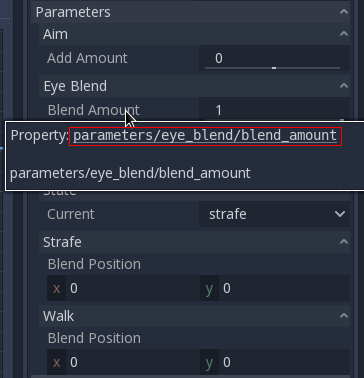 Parameters
Aim
Add Amount 0
Eye Blend
Blend Amount 1
Property: parameters/eye_blend/blend_amount
parameters/eye_blend/blend_amount
State
Current strafe
Strafe
Blend Position
x 0 y 0
Walk
Blend Position
x 0 y 0